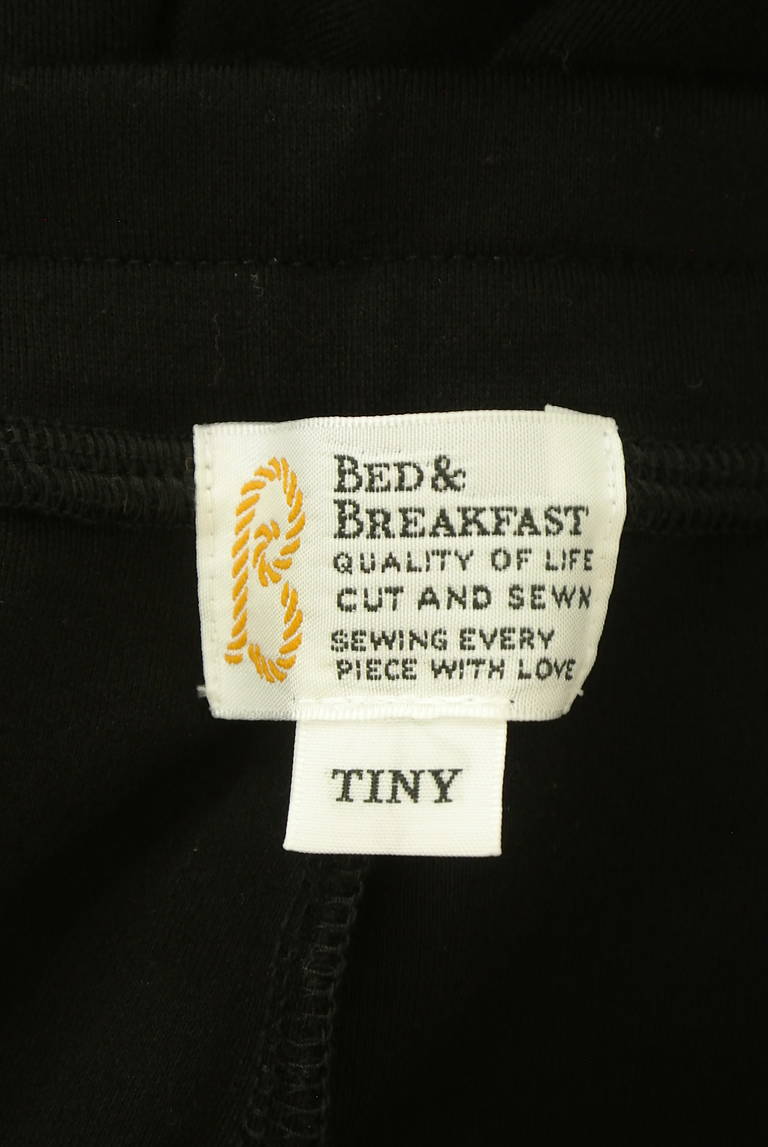 BED &
BREAKFAST
QUALITY OF LIFE
CUT AND SEWN
SEWING EVERY
PIECE WITH LOVE
TINY